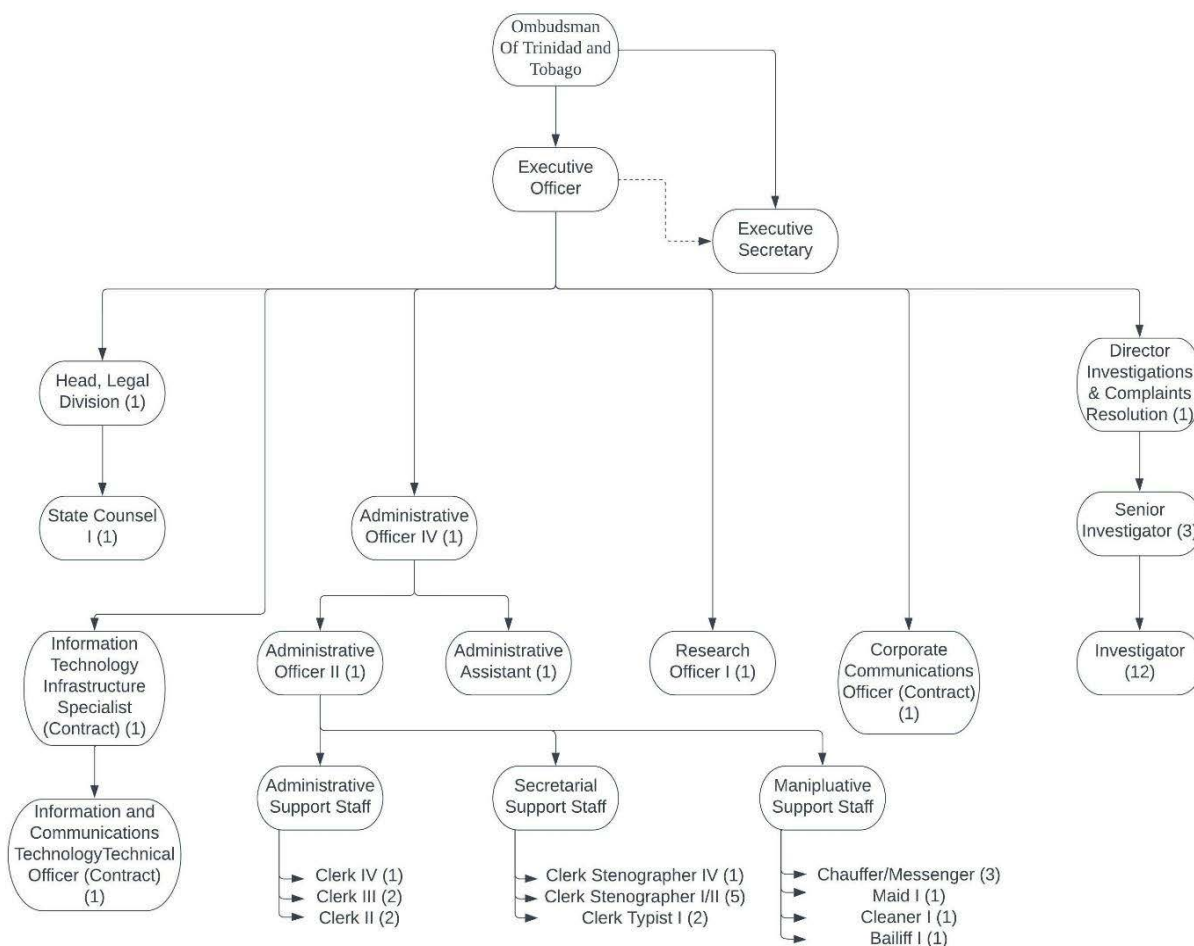 Ombudsman
Of Trinidad and
Tobago
Executive
Officer
Executive
Secretary
Head, Legal
Division (1)
Director
Investigations
& Complaints
Resolution (1)
State Counsel
I (1)
Administrative
Officer IV (1)
Senior
Investigator (3)
Information
Technology
Infrastructure
Specialist
(Contract) (1)
Administrative
Officer II (1)
Administrative
Assistant (1)
Research
Officer I (1)
Corporate
Communications
Officer (Contract)
(1)
Investigator
(12)
Information and
Communications
TechnologyTechnical
Officer (Contract)
(1)
Administrative
Support Staff
Secretarial
Support Staff
Manipluative
Support Staff
Clerk IV (1)
Clerk III (2)
Clerk II (2)
Clerk Stenographer IV (1)
Clerk Stenographer I/II (5)
Clerk Typist I (2)
Chauffer/Messenger (3)
Maid I (1)
Cleaner I (1)
Bailiff I (1)